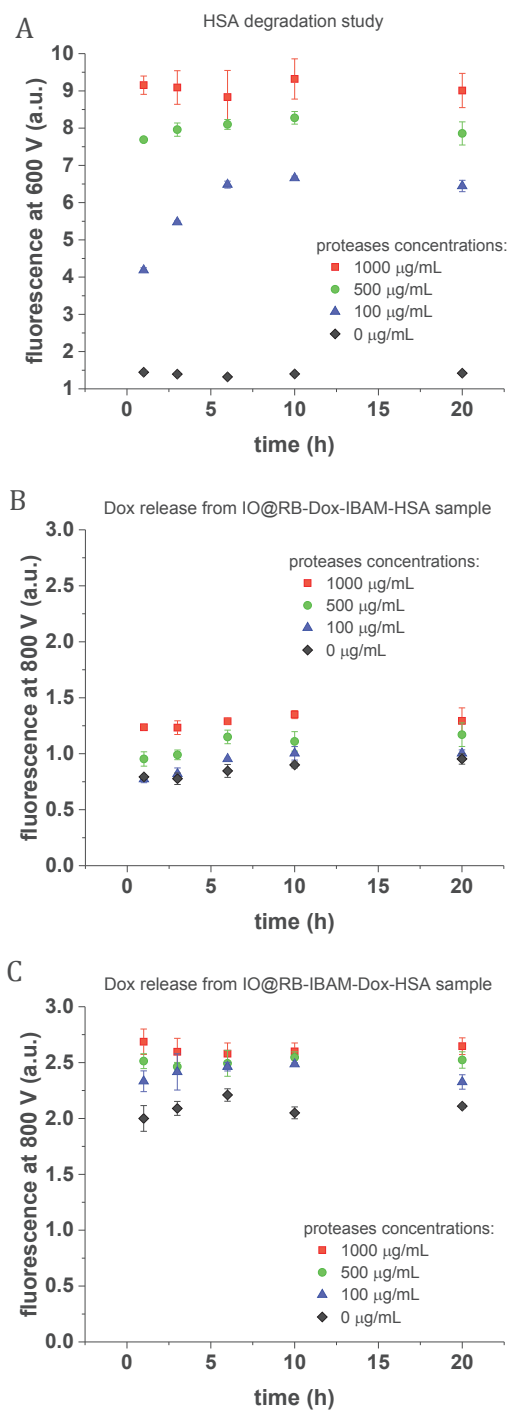 A
HSA degradation study
fluorescence at 600 V (a.u.)
10
9
8
7
6
5
4
3
2
1
proteases concentrations:
1000 μg/mL
500 μg/mL
100 μg/mL
0 μg/mL
0 5 10 15 20
time (h)
B
Dox release from IO@RB-Dox-IBAM-HSA sample
fluorescence at 800 V (a.u.)
3.0
2.5
2.0
1.5
1.0
0.5
0.0
proteases concentrations:
1000 μg/mL
500 μg/mL
100 μg/mL
0 μg/mL
0 5 10 15 20
time (h)
C
Dox release from IO@RB-IBAM-Dox-HSA sample
fluorescence at 800 V (a.u.)
3.0
2.5
2.0
1.5
1.0
0.5
0.0
proteases concentrations:
1000 μg/mL
500 μg/mL
100 μg/mL
0 μg/mL
0 5 10 15 20
time (h)